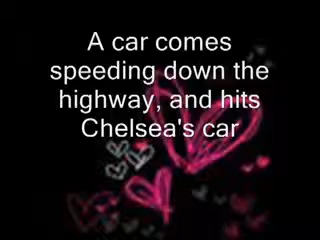 A car comes
speeding down the
highway, and hits
Chelsea's car